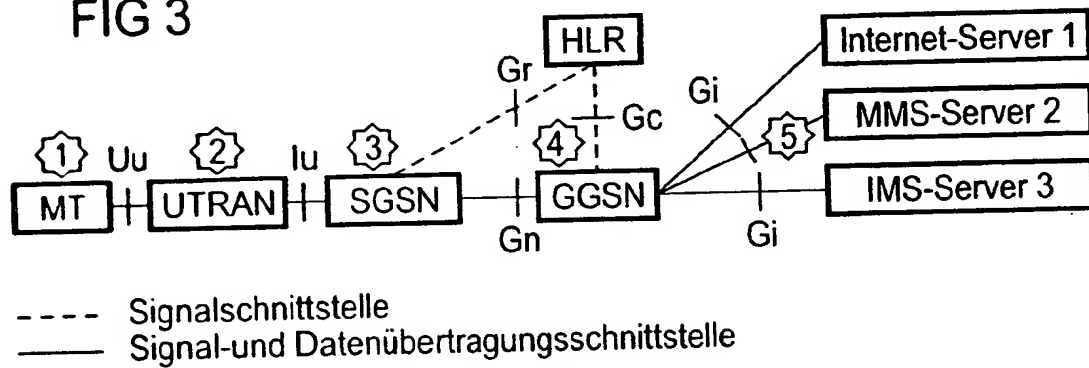 FIG 3
HLR
Internet-Server 1
Gr
Gi
Gc
MMS-Server 2
1 Uu 2 Iu 3 4 5
MT UTRAN SGSN GGSN IMS-Server 3
Gn Gi
Signalschnittstelle
Signal-und Datenübertragungsschnittstelle